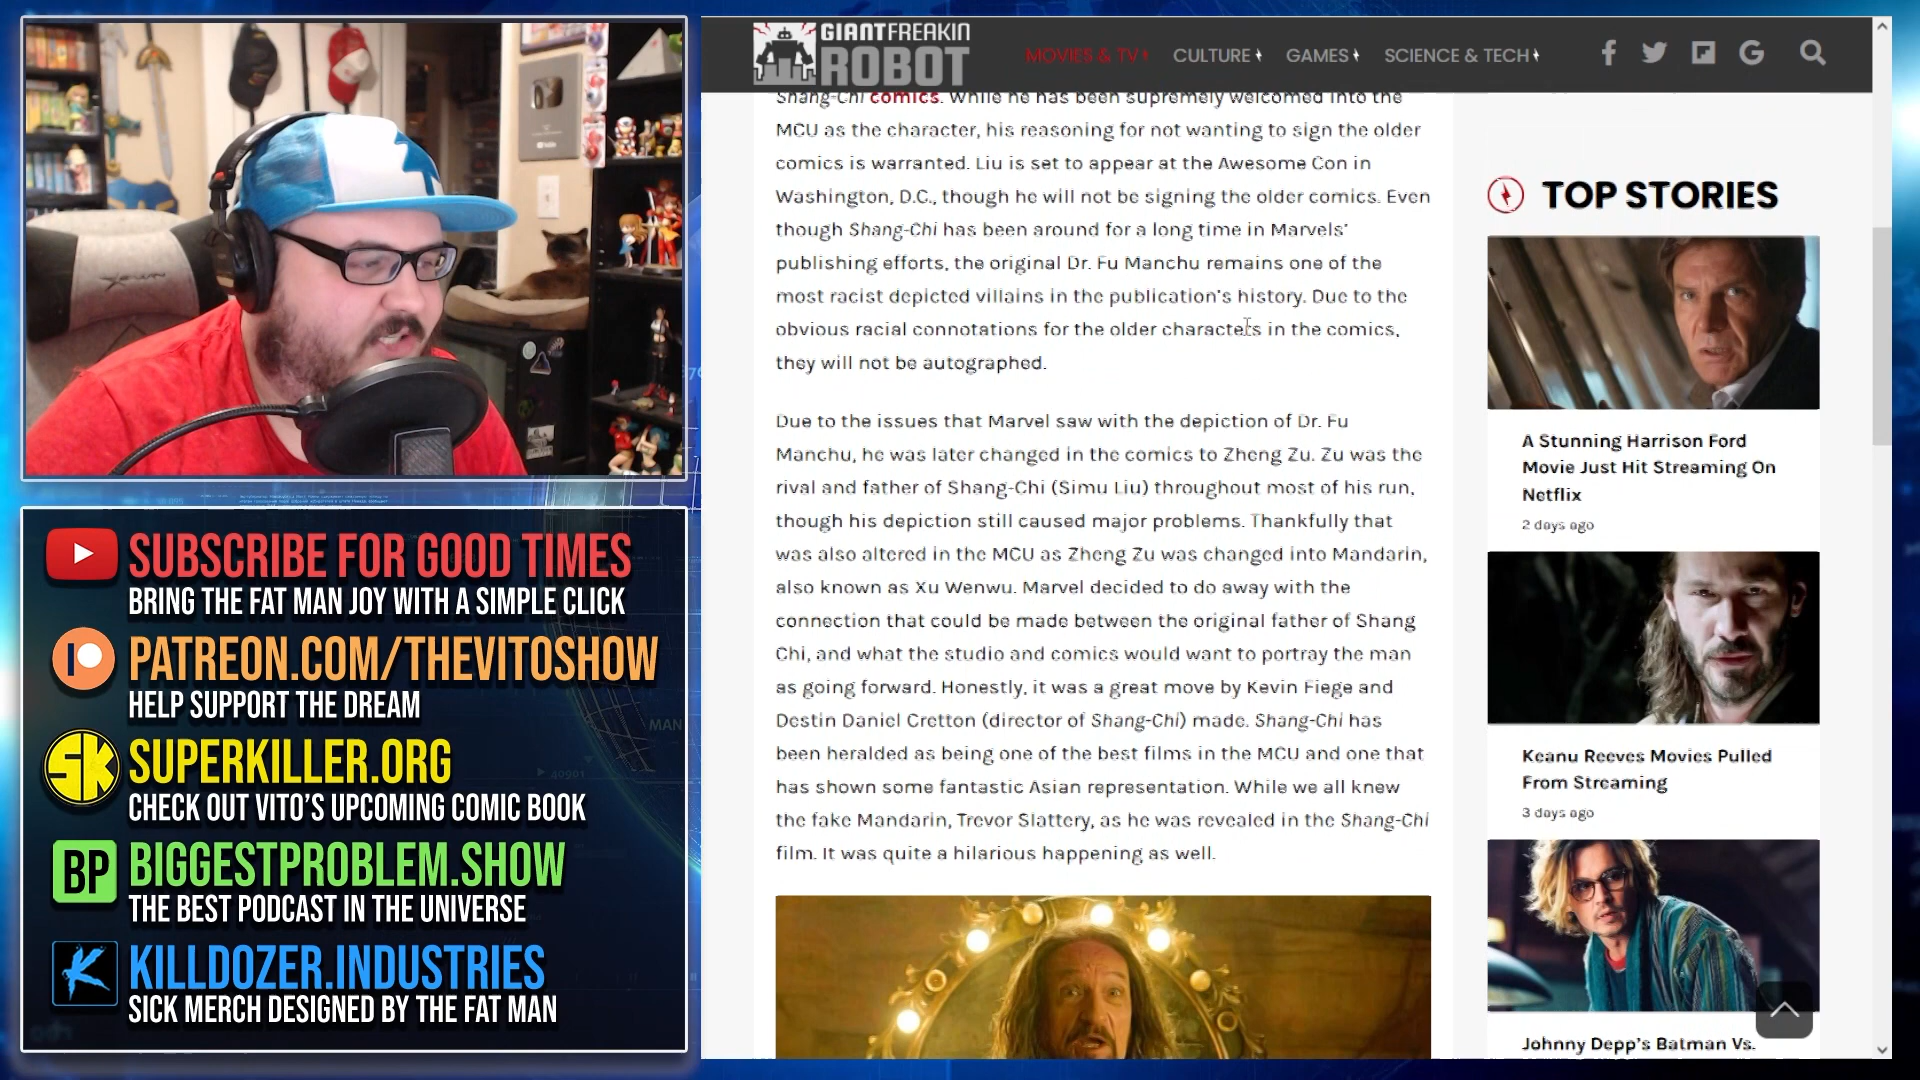 SUBSCRIBE FOR GOOD TIMES
BRING THE FAT MAN JOY WITH A SIMPLE CLICK
PATREON.COM/THEVITOSHOW
HELP SUPPORT THE DREAM
SK
SUPERKILLER.ORG
CHECK OUT VITO'S UPCOMING COMIC BOOK
BP
BIGGESTPROBLEM.SHOW
THE BEST PODCAST IN THE UNIVERSE
K
KILLDOZER.INDUSTRIES
SICK MERCH DESIGNED BY THE FAT MAN
MAN
40901
GIANTFREAKIN
ROBOT
MOVIES & TV
CULTURE
GAMES
SCIENCE & TECH
Shang-Chi comics. While he has been supremely welcomed into the
MCU as the character, his reasoning for not wanting to sign the older
comics is warranted. Liu is set to appear at the Awesome Con in
Washington, D.C., though he will not be signing the older comics. Even
though Shang-Chi has been around for a long time in Marvels'
publishing efforts, the original Dr. Fu Manchu remains one of the
most racist depicted villains in the publication's history. Due to the
obvious racial connotations for the older characters in the comics,
they will not be autographed.
Due to the issues that Marvel saw with the depiction of Dr. Fu
Manchu, he was later changed in the comics to Zheng Zu. Zu was the
rival and father of Shang-Chi (Simu Liu) throughout most of his run,
though his depiction still caused major problems. Thankfully that
was also altered in the MCU as Zheng Zu was changed into Mandarin,
also known as Xu Wenwu. Marvel decided to do away with the
connection that could be made between the original father of Shang
Chi, and what the studio and comics would want to portray the man
as going forward. Honestly, it was a great move by Kevin Fiege and
Destin Daniel Cretton (director of Shang-Chi) made. Shang-Chi has
been heralded as being one of the best films in the MCU and one that
has shown some fantastic Asian representation. While we all knew
the fake Mandarin, Trevor Slattery, as he was revealed in the Shang-Chi
film. It was quite a hilarious happening as well.
TOP STORIES
A Stunning Harrison Ford
Movie Just Hit Streaming On
Netflix
2 days ago
Keanu Reeves Movies Pulled
From Streaming
3 days ago
Johnny Depp's Batman Vs.